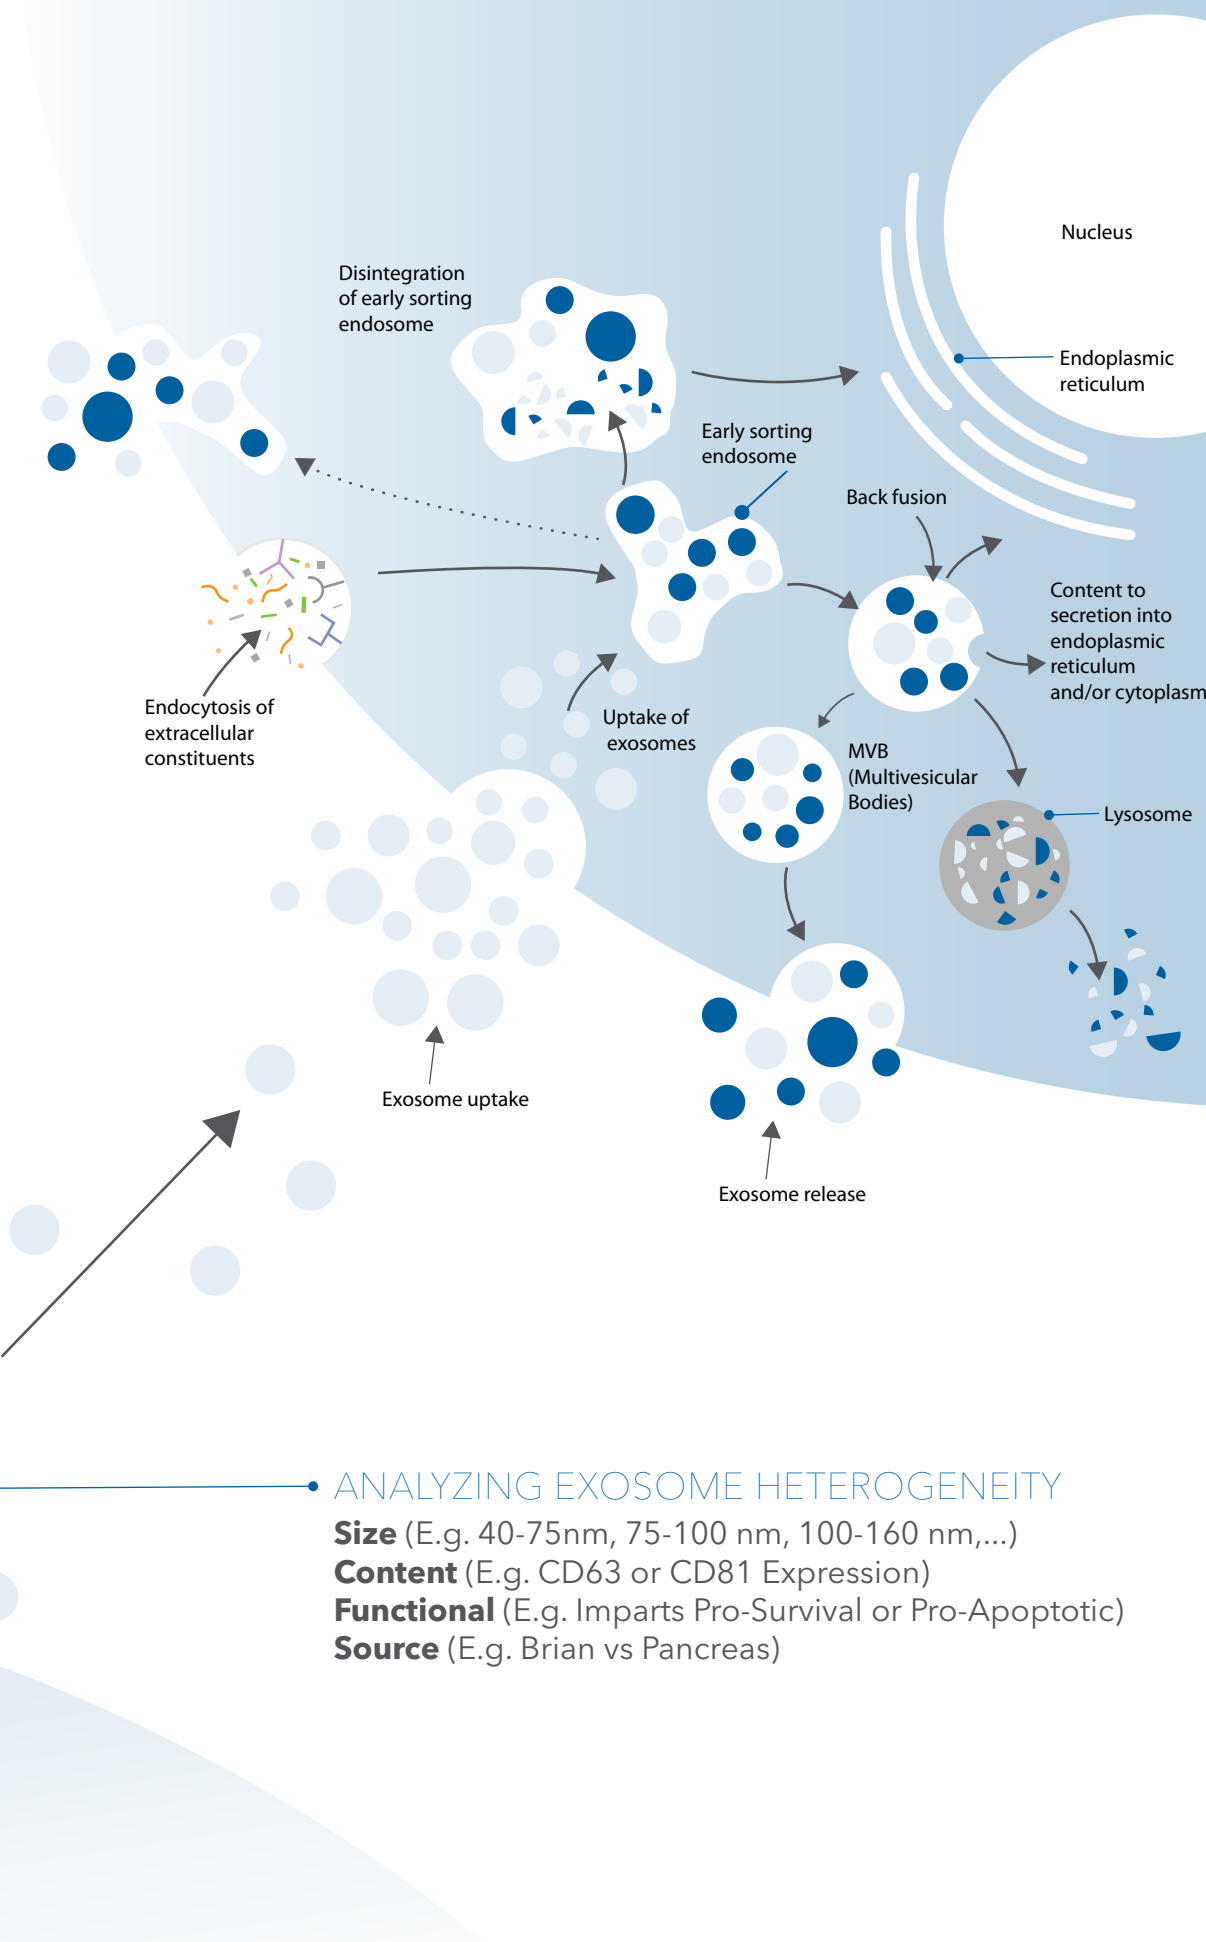 Nucleus
Disintegration
of early sorting
endosome
Endoplasmic
reticulum
Early sorting
endosome
Back fusion
Content to
secretion into
endoplasmic
reticulum
and/or cytoplasm
Endocytosis of
extracellular
constituents
Uptake of
exosomes
MVB
(Multivesicular
Bodies)
Lysosome
Exosome uptake
Exosome release
ANALYZING EXOSOME HETEROGENEITY
Size (E.g. 40-75nm, 75-100 nm, 100-160 nm,...)
Content (E.g. CD63 or CD81 Expression)
Functional (E.g. Imparts Pro-Survival or Pro-Apoptotic)
Source (E.g. Brian vs Pancreas)